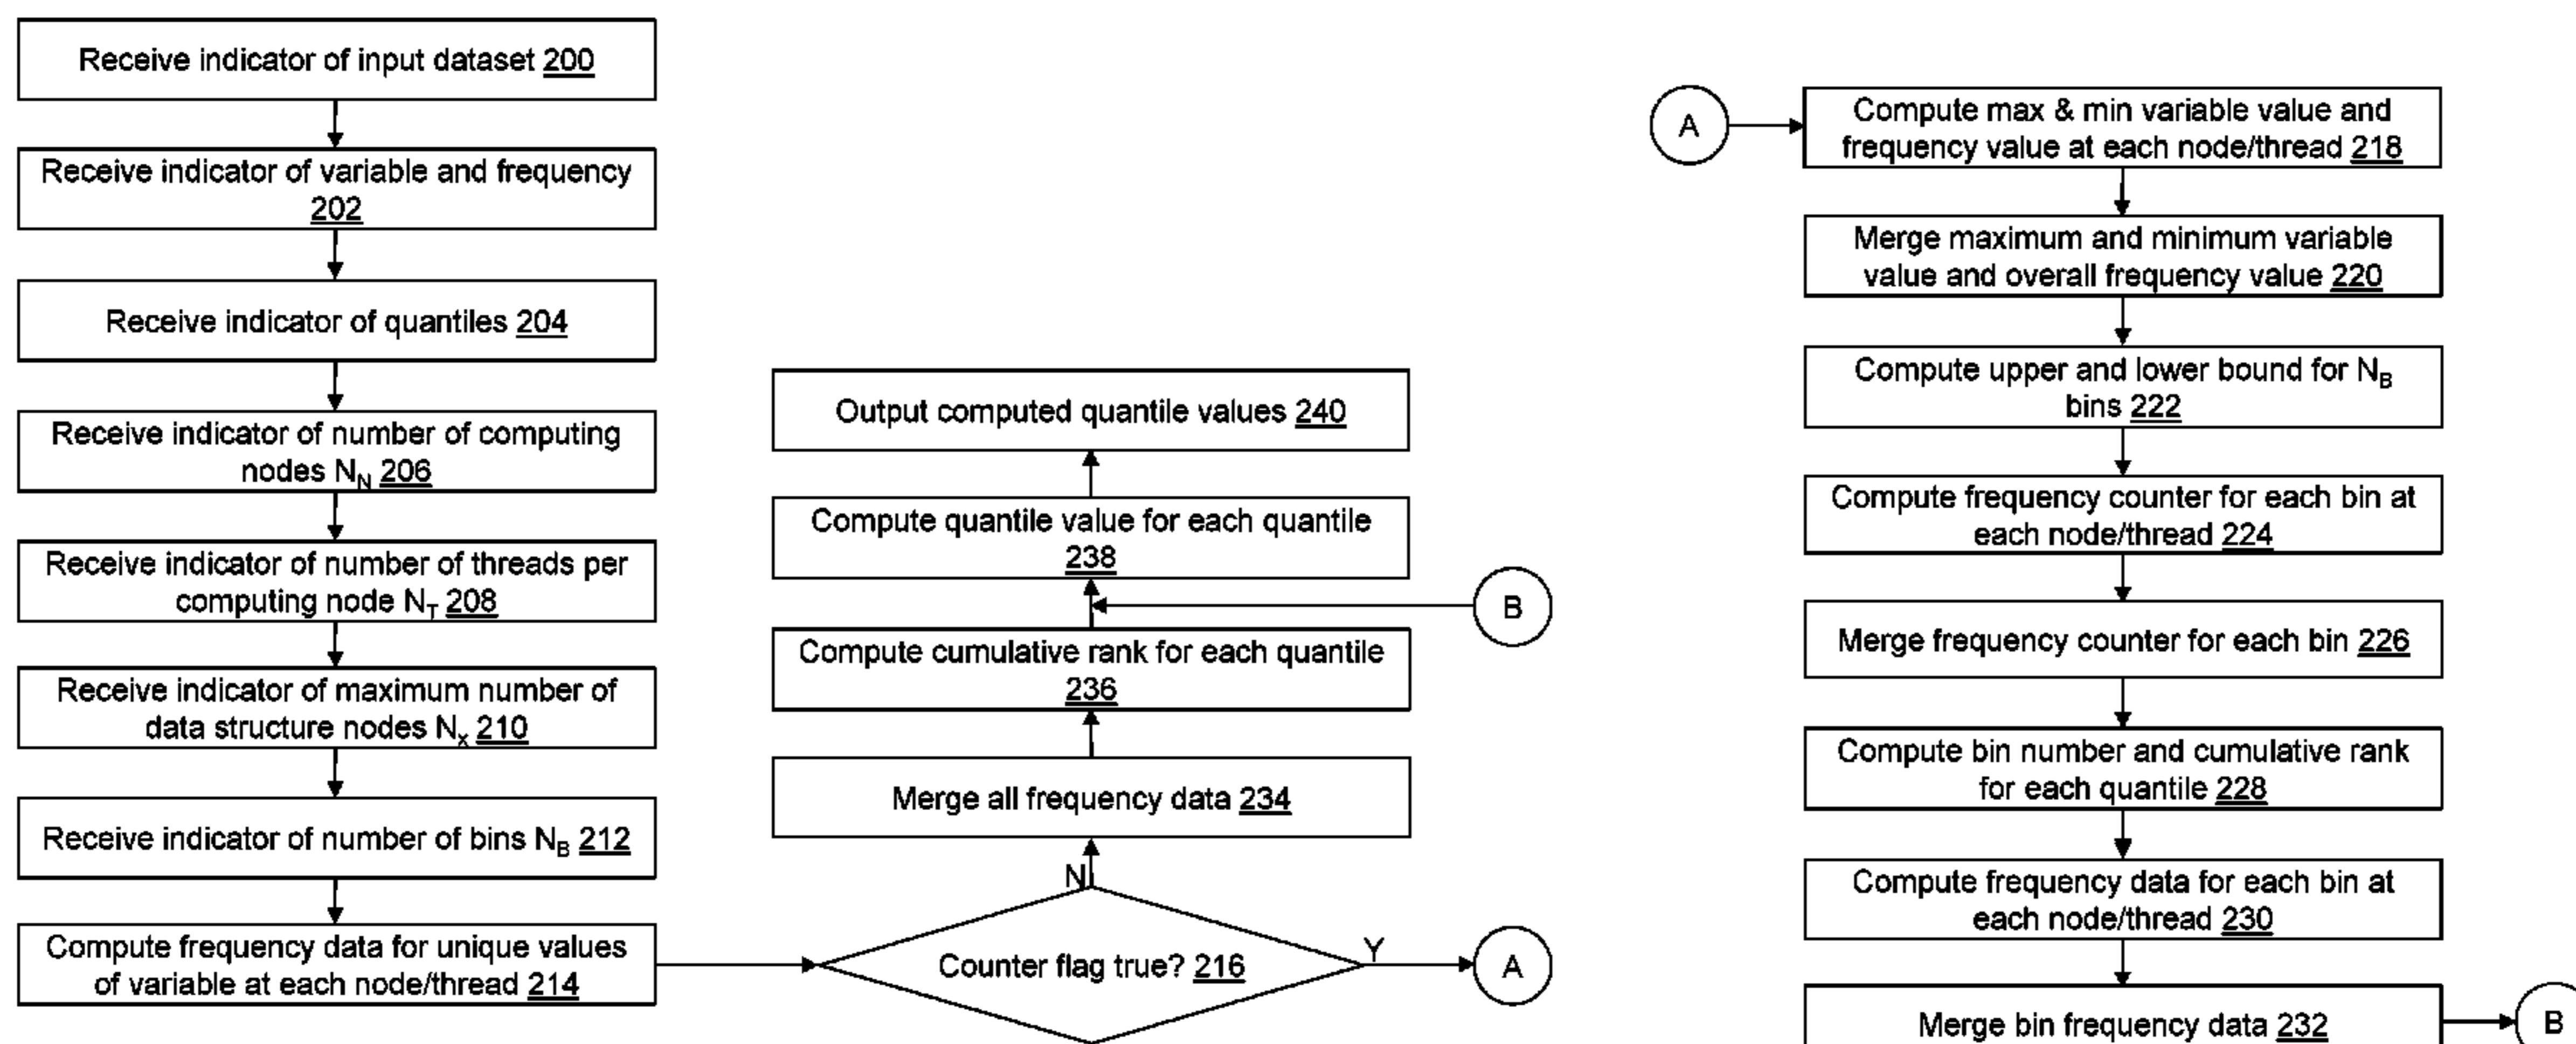 Receive indicator of input dataset 200
Receive indicator of variable and frequency
202
Receive indicator of quantiles 204
Receive indicator of number of computing
nodes N_N 206
Receive indicator of number of threads per
computing node N_T 208
Receive indicator of maximum number of
data structure nodes N_x 210
Receive indicator of number of bins N_B 212
Compute frequency data for unique values
of variable at each node/thread 214
Counter flag true? 216
Y
A
N
Merge all frequency data 234
Compute cumulative rank for each quantile
236
B
Compute quantile value for each quantile
238
Output computed quantile values 240
A
Compute max & min variable value and
frequency value at each node/thread 218
Merge maximum and minimum variable
value and overall frequency value 220
Compute upper and lower bound for N_B
bins 222
Compute frequency counter for each bin at
each node/thread 224
Merge frequency counter for each bin 226
Compute bin number and cumulative rank
for each quantile 228
Compute frequency data for each bin at
each node/thread 230
Merge bin frequency data 232
B